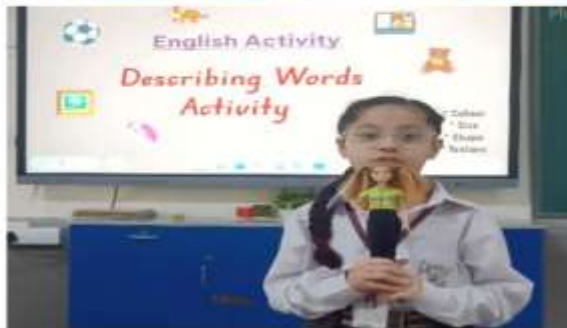 English Activity
Describing Words
Activity
* Colour
* Size
* Shape
* Texture